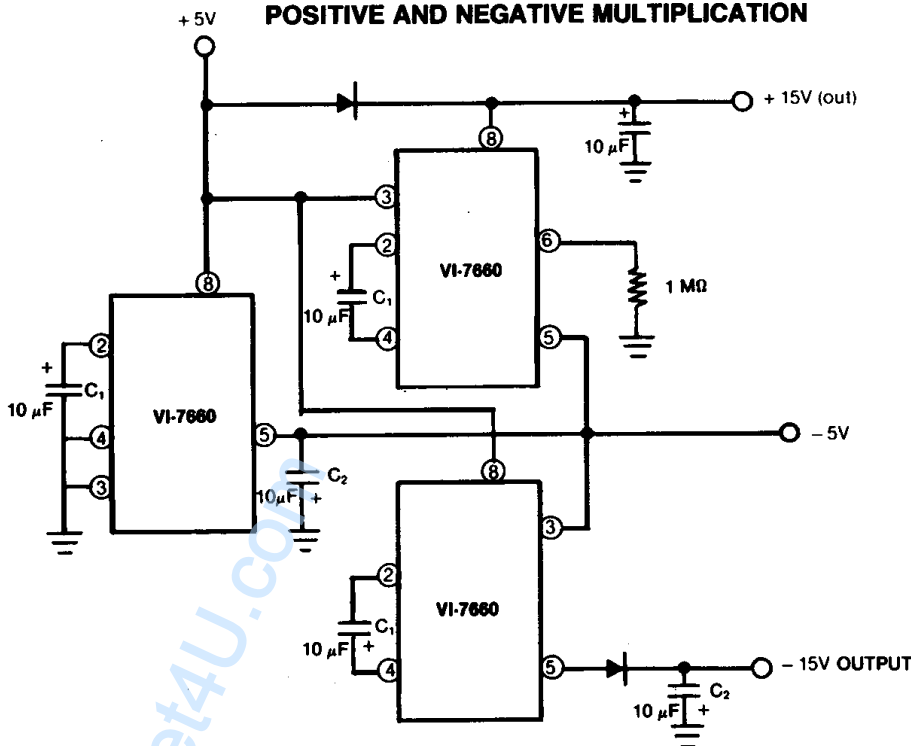 POSITIVE AND NEGATIVE MULTIPLICATION
+ 5V
+ 15V (out)
8
+
10 µF
3
2
6
VI-7660
1 MΩ
+
C₁
10 µF
4
5
8
2
+
C₁
10 µF
VI-7660
4
5
3
− 5V
C₂
10µF +
8
3
2
VI-7660
C₁
10 µF +
4
5
− 15V OUTPUT
C₂
10 µF +
et4U.com